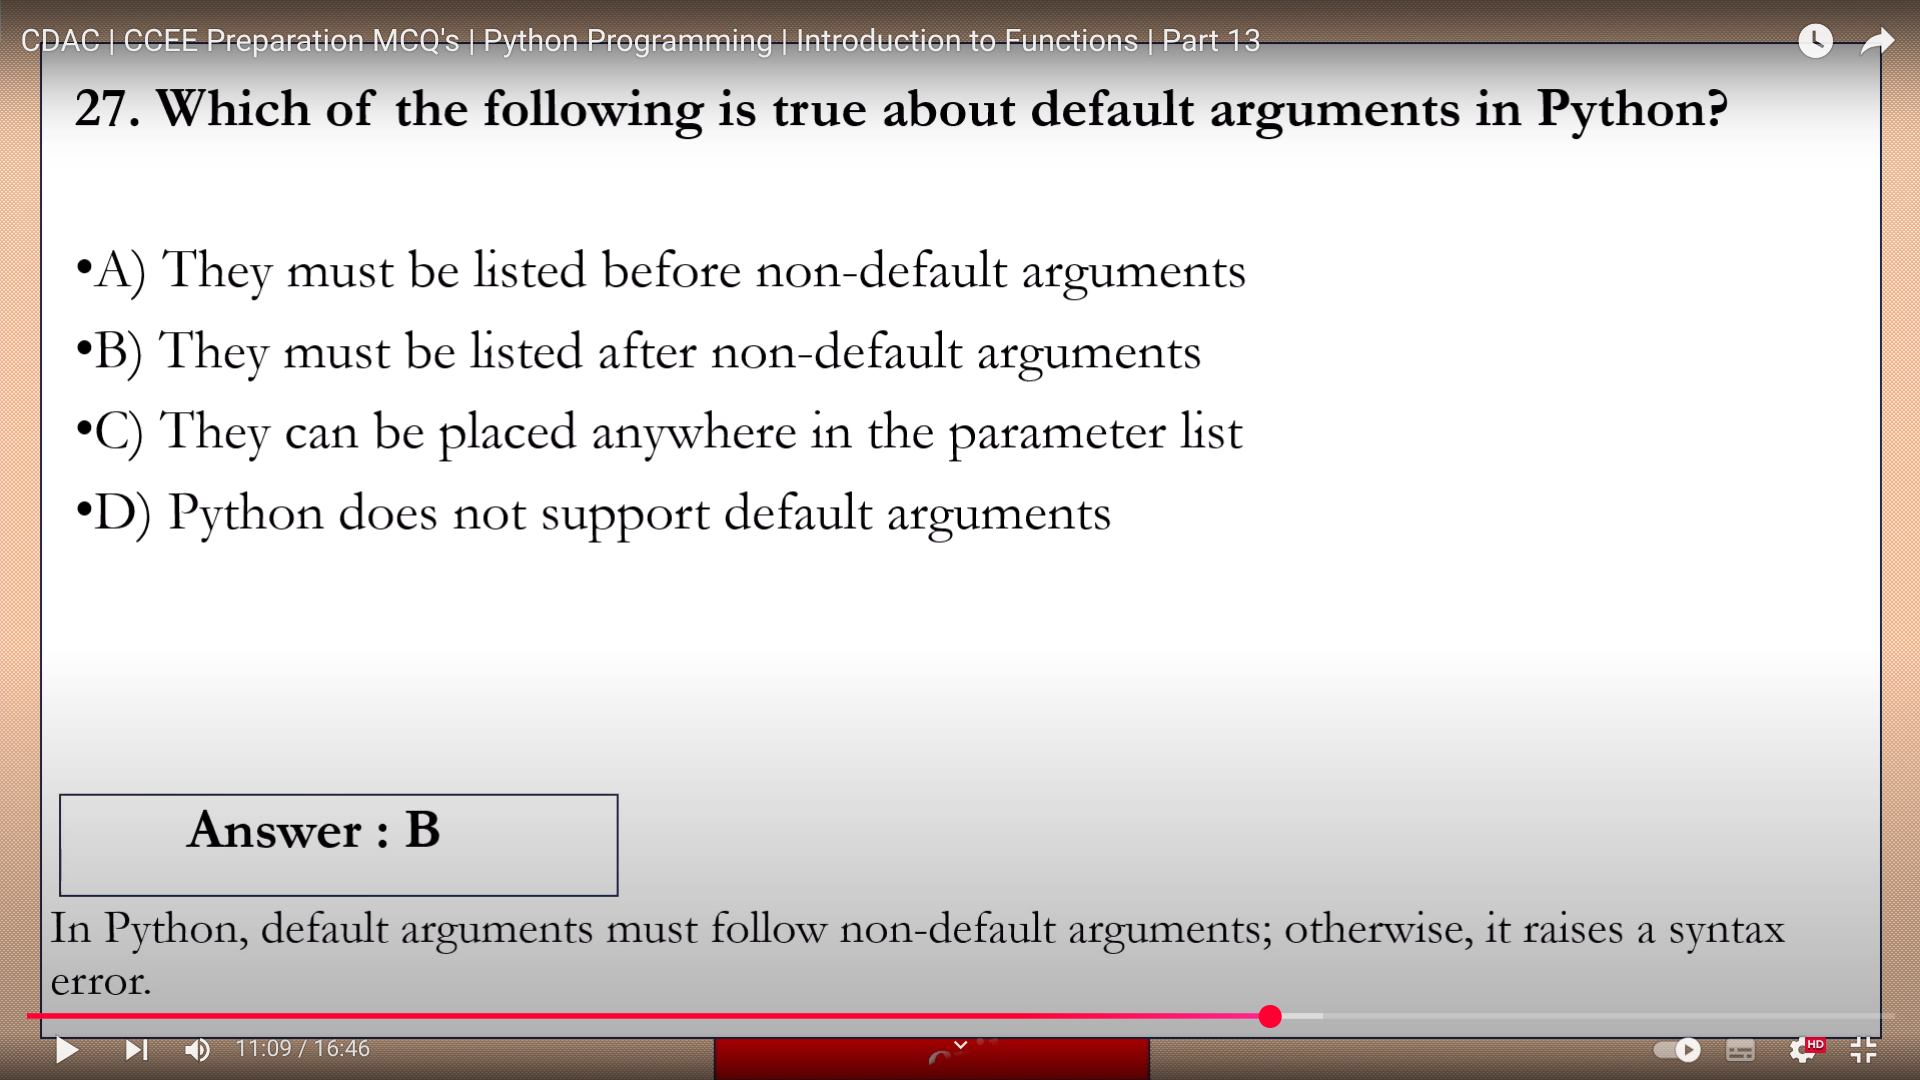 CDAC | CCEE Preparation MCQ's | Python Programming | Introduction to Functions | Part 13
27. Which of the following is true about default arguments in Python?
•A) They must be listed before non-default arguments
•B) They must be listed after non-default arguments
•C) They can be placed anywhere in the parameter list
•D) Python does not support default arguments
Answer : B
In Python, default arguments must follow non-default arguments; otherwise, it raises a syntax
error.
11:09 / 16:46
HD